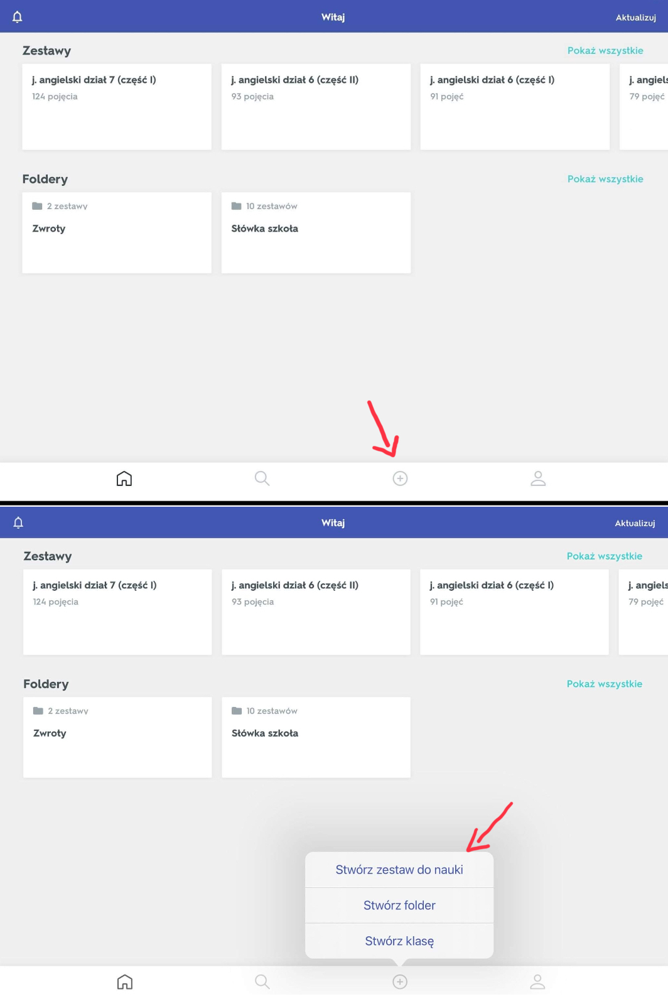 Witaj
Aktualizuj
Zestawy
Pokaż wszystkie
j. angielski dział 7 (część I)
124 pojęcia
j. angielski dział 6 (część II)
93 pojęcia
j. angielski dział 6 (część I)
91 pojęć
j. angiels
79 pojęć
Foldery
Pokaż wszystkie
2 zestawy
Zwroty
10 zestawów
Słówka szkoła
Witaj
Aktualizuj
Zestawy
Pokaż wszystkie
j. angielski dział 7 (część I)
124 pojęcia
j. angielski dział 6 (część II)
93 pojęcia
j. angielski dział 6 (część I)
91 pojęć
j. angiels
79 pojęć
Foldery
Pokaż wszystkie
2 zestawy
Zwroty
10 zestawów
Słówka szkoła
Stwórz zestaw do nauki
Stwórz folder
Stwórz klasę